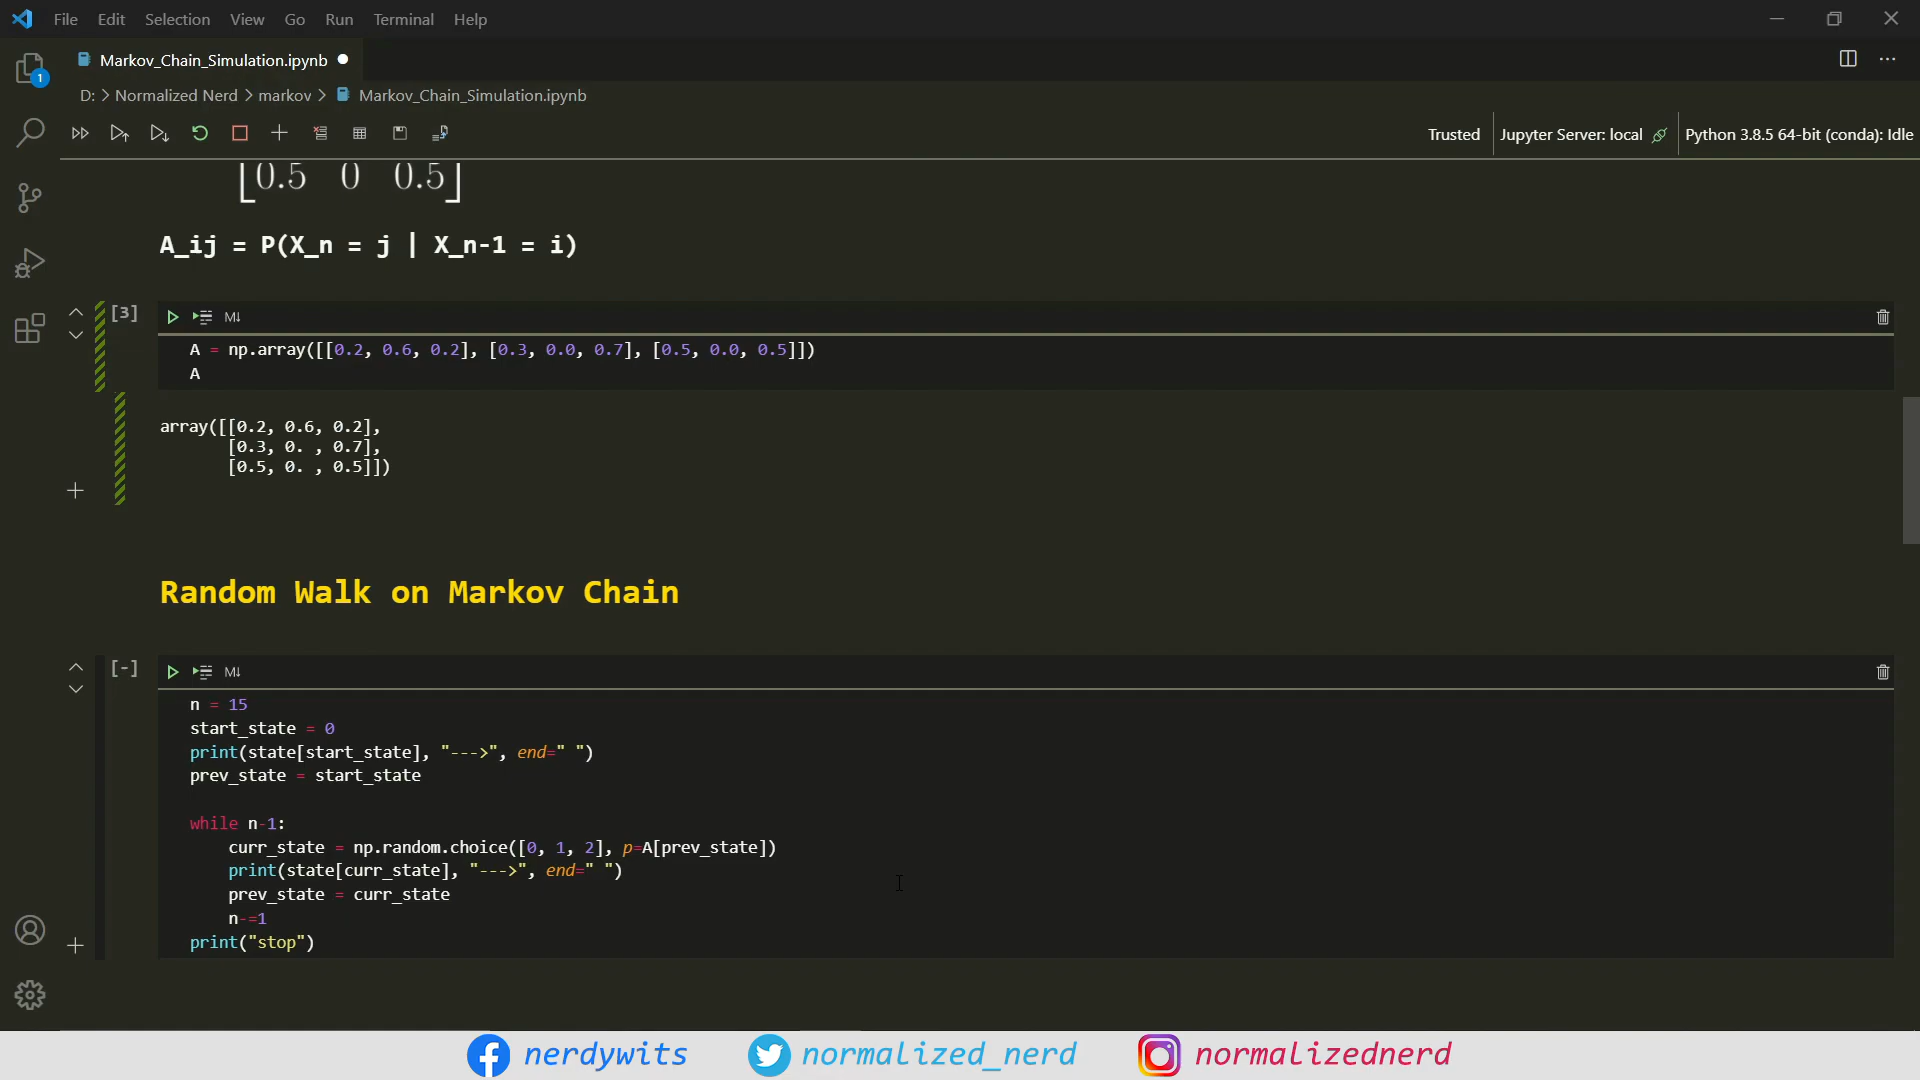 File Edit Selection View Go Run Terminal Help
1
Markov_Chain_Simulation.ipynb
D: > Normalized Nerd > markov > Markov_Chain_Simulation.ipynb
Trusted Jupyter Server: local Python 3.8.5 64-bit (conda): Idle
[0.5 0 0.5]
A_ij = P(X_n = j | X_n-1 = i)
[3]
M↓
A = np.array([[0.2, 0.6, 0.2], [0.3, 0.0, 0.7], [0.5, 0.0, 0.5]])
A
array([[0.2, 0.6, 0.2],
[0.3, 0. , 0.7],
[0.5, 0. , 0.5]])
Random Walk on Markov Chain
[-]
M↓
n = 15
start_state = 0
print(state[start_state], "--->", end=" ")
prev_state = start_state
while n-1:
curr_state = np.random.choice([0, 1, 2], p=A[prev_state])
print(state[curr_state], "--->", end=" ")
prev_state = curr_state
n-=1
print("stop")
nerdywits normalized_nerd normalizednerd